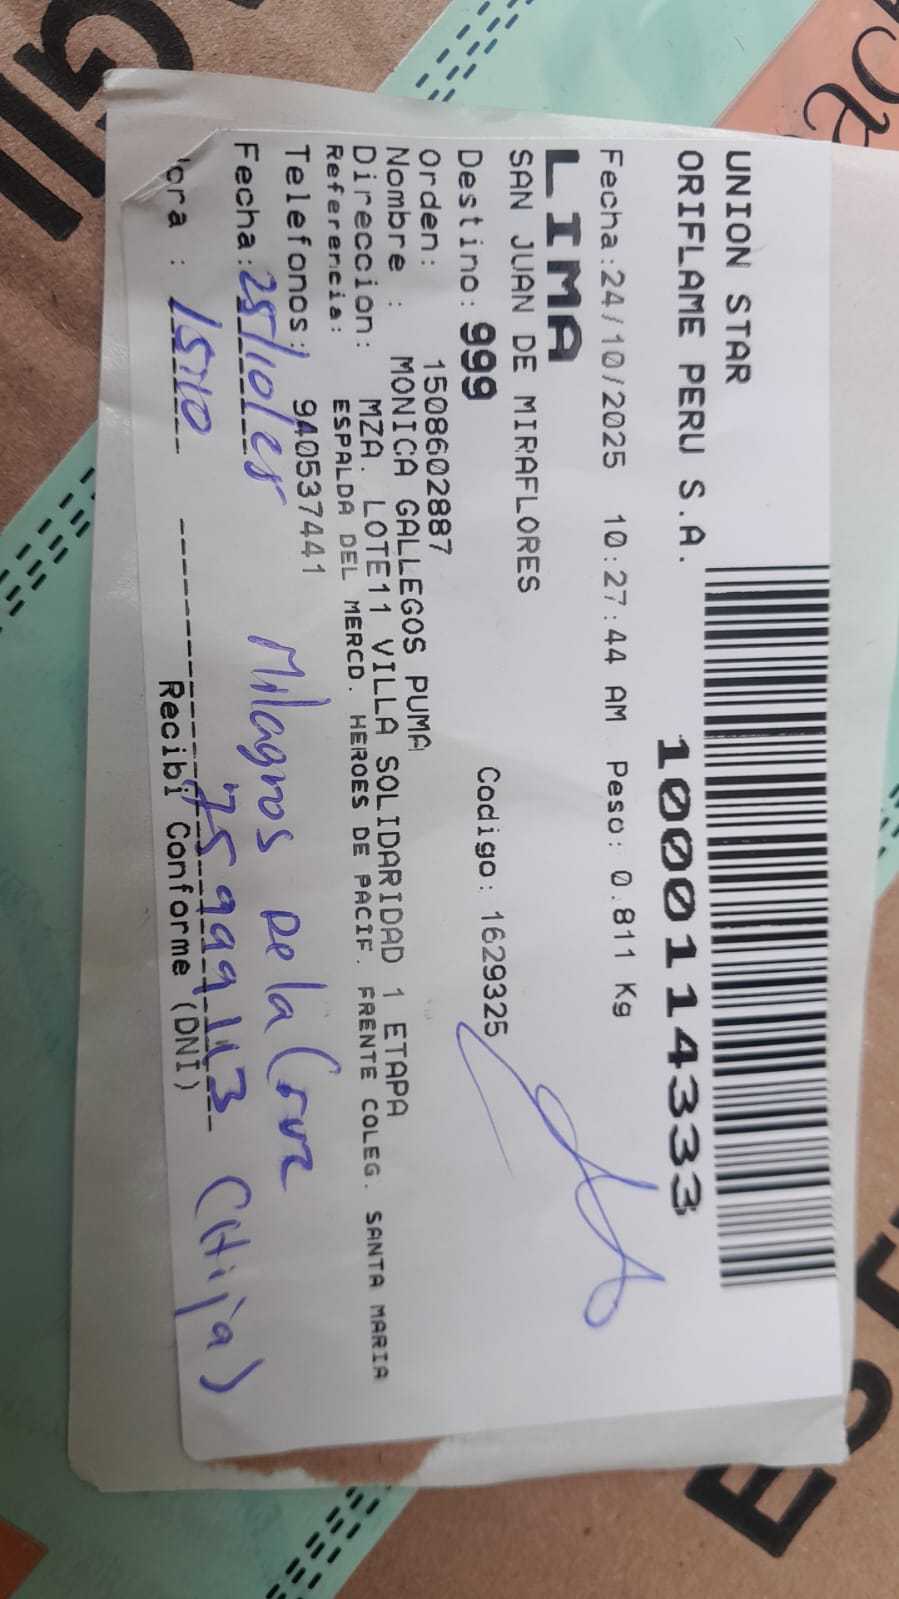 UNION STAR
ORIFLAME PERU S.A.
1000114333
Fecha:24/10/2025 10:27:44 AM Peso: 0.811 Kg
LIMA
SAN JUAN DE MIRAFLORES
Destino: 999 Codigo: 1629325
Orden: 1508602887
Nombre : MONICA GALLEGOS PUMA
Direccion: MZA. LOTE11 VILLA SOLIDARIDAD 1 ETAPA
Referencia: ESPALDA DEL MERCD. HEROES DE PACIF. FRENTE COLEG. SANTA MARIA
Telefonos: 940537441
Milagros De la Cruz
Fecha: 25/10/25
75999113 (Hija)
ora : 15:10
Recibi Conforme (DNI)